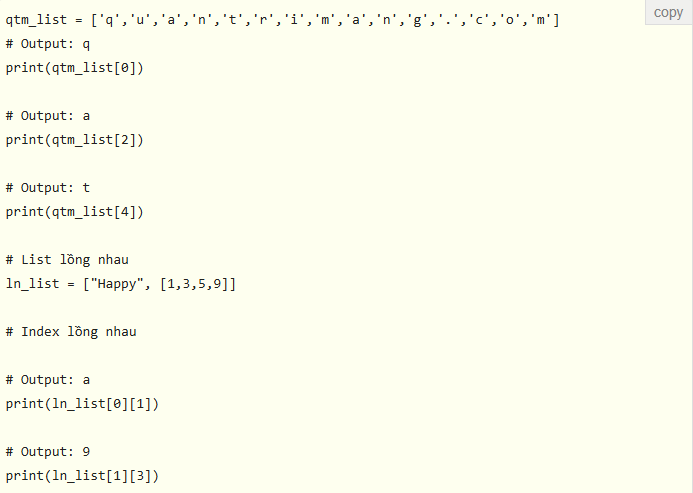 copy
qtm_list = ['q','u','a','n','t','r','i','m','a','n','g','.','c','o','m']
# Output: q
print(qtm_list[0])
# Output: a
print(qtm_list[2])
# Output: t
print(qtm_list[4])
# List lồng nhau
ln_list = ["Happy", [1,3,5,9]]
# Index lồng nhau
# Output: a
print(ln_list[0][1])
# Output: 9
print(ln_list[1][3])